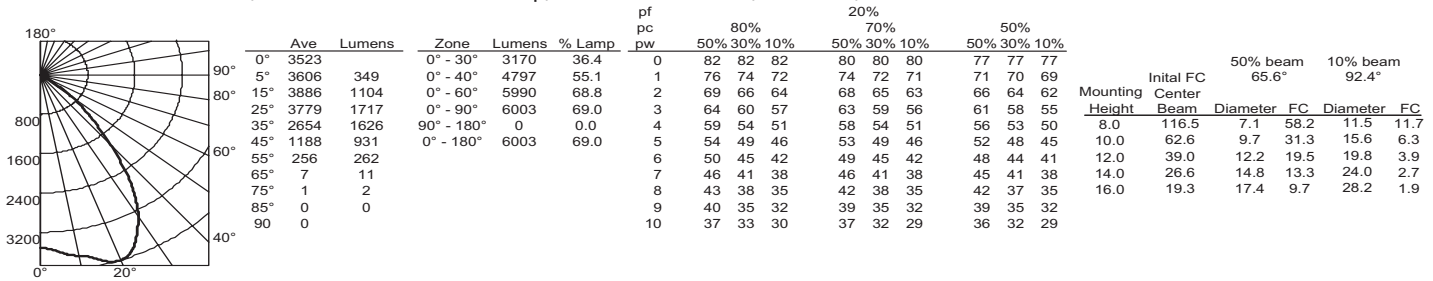 180°
90°
80°
800
60°
1600
2400
3200
40°
0° 20°
Ave Lumens
0° 3523
5° 3606 349
15° 3886 1104
25° 3779 1717
35° 2654 1626
45° 1188 931
55° 256 262
65° 7 11
75° 1 2
85° 0 0
90 0
Zone Lumens % Lamp
0° - 30° 3170 36.4
0° - 40° 4797 55.1
0° - 60° 5990 68.8
0° - 90° 6003 69.0
90° - 180° 0 0.0
0° - 180° 6003 69.0
pf 20%
pc 80% 70% 50%
pw 50% 30% 10% 50% 30% 10% 50% 30% 10%
0 82 82 82 80 80 80 77 77 77
1 76 74 72 74 72 71 71 70 69
2 69 66 64 68 65 63 66 64 62
3 64 60 57 63 59 56 61 58 55
4 59 54 51 58 54 51 56 53 50
5 54 49 46 53 49 46 52 48 45
6 50 45 42 49 45 42 48 44 41
7 46 41 38 46 41 38 45 41 38
8 43 38 35 42 38 35 42 37 35
9 40 35 32 39 35 32 39 35 32
10 37 33 30 37 32 29 36 32 29
50% beam 10% beam
Inital FC 65.6° 92.4°
Mounting Center
Height Beam Diameter FC Diameter FC
8.0 116.5 7.1 58.2 11.5 11.7
10.0 62.6 9.7 31.3 15.6 6.3
12.0 39.0 12.2 19.5 19.8 3.9
14.0 26.6 14.8 13.3 24.0 2.7
16.0 19.3 17.4 9.7 28.2 1.9